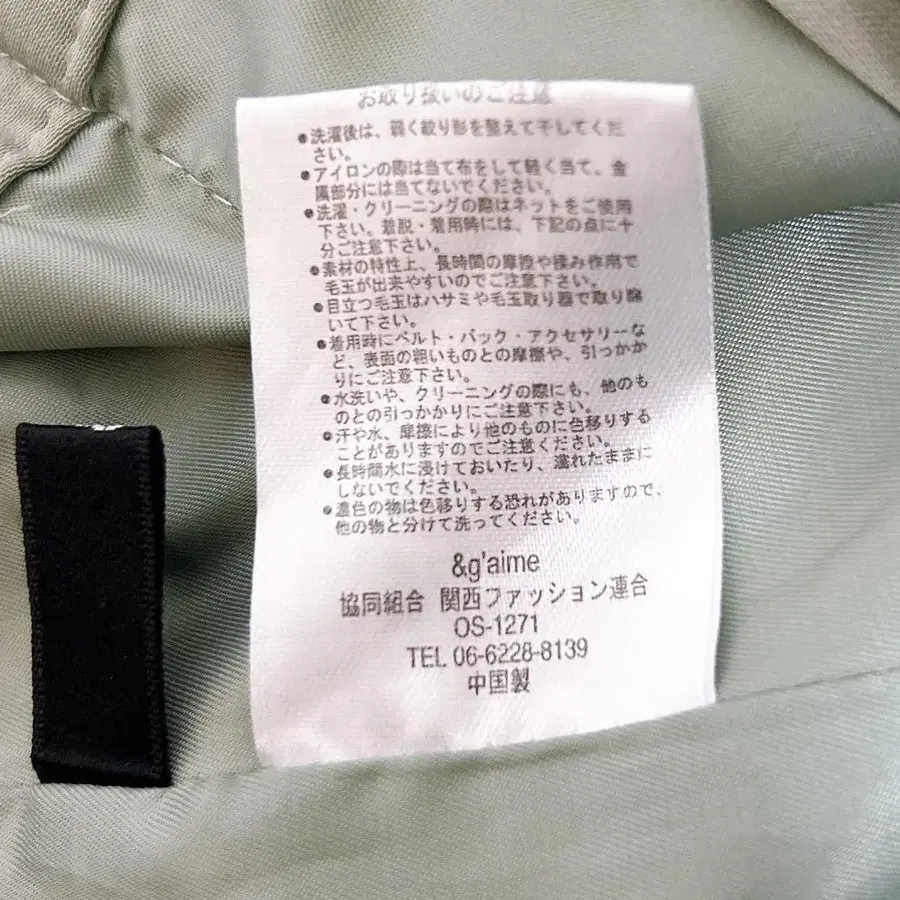 お取り扱いのご注意
●洗濯後は、弱く絞り形を整えて干してくだ
さい。
●アイロンの際は当て布をして軽く当て、金
属部分には当てないでください。
●洗濯・クリーニングの際はネットをご使用
下さい。着脱・着用時には、下記の点に十
分ご注意下さい。
●素材の特性上、長時間の摩擦や揉み作用で
毛玉が出来やすいのでご注意下さい。
●目立つ毛玉はハサミや毛玉取り器で取り除
いて下さい。
●着用時にベルト・バック・アクセサリーな
ど、表面の粗いものとの摩擦や、引っかか
りにご注意下さい。
●水洗いや、クリーニングの際にも、他のも
のとの引っかかりにご注意下さい。
●汗や水、摩擦により他のものに色移りする
ことがありますのでご注意ください。
●長時間水に浸けておいたり、濡れたままに
しないでください。
●濃色の物は色移りする恐れがありますので、
他の物と分けて洗ってください。
&g'aime
協同組合 関西ファッション連合
OS-1271
TEL 06-6228-8139
中国製